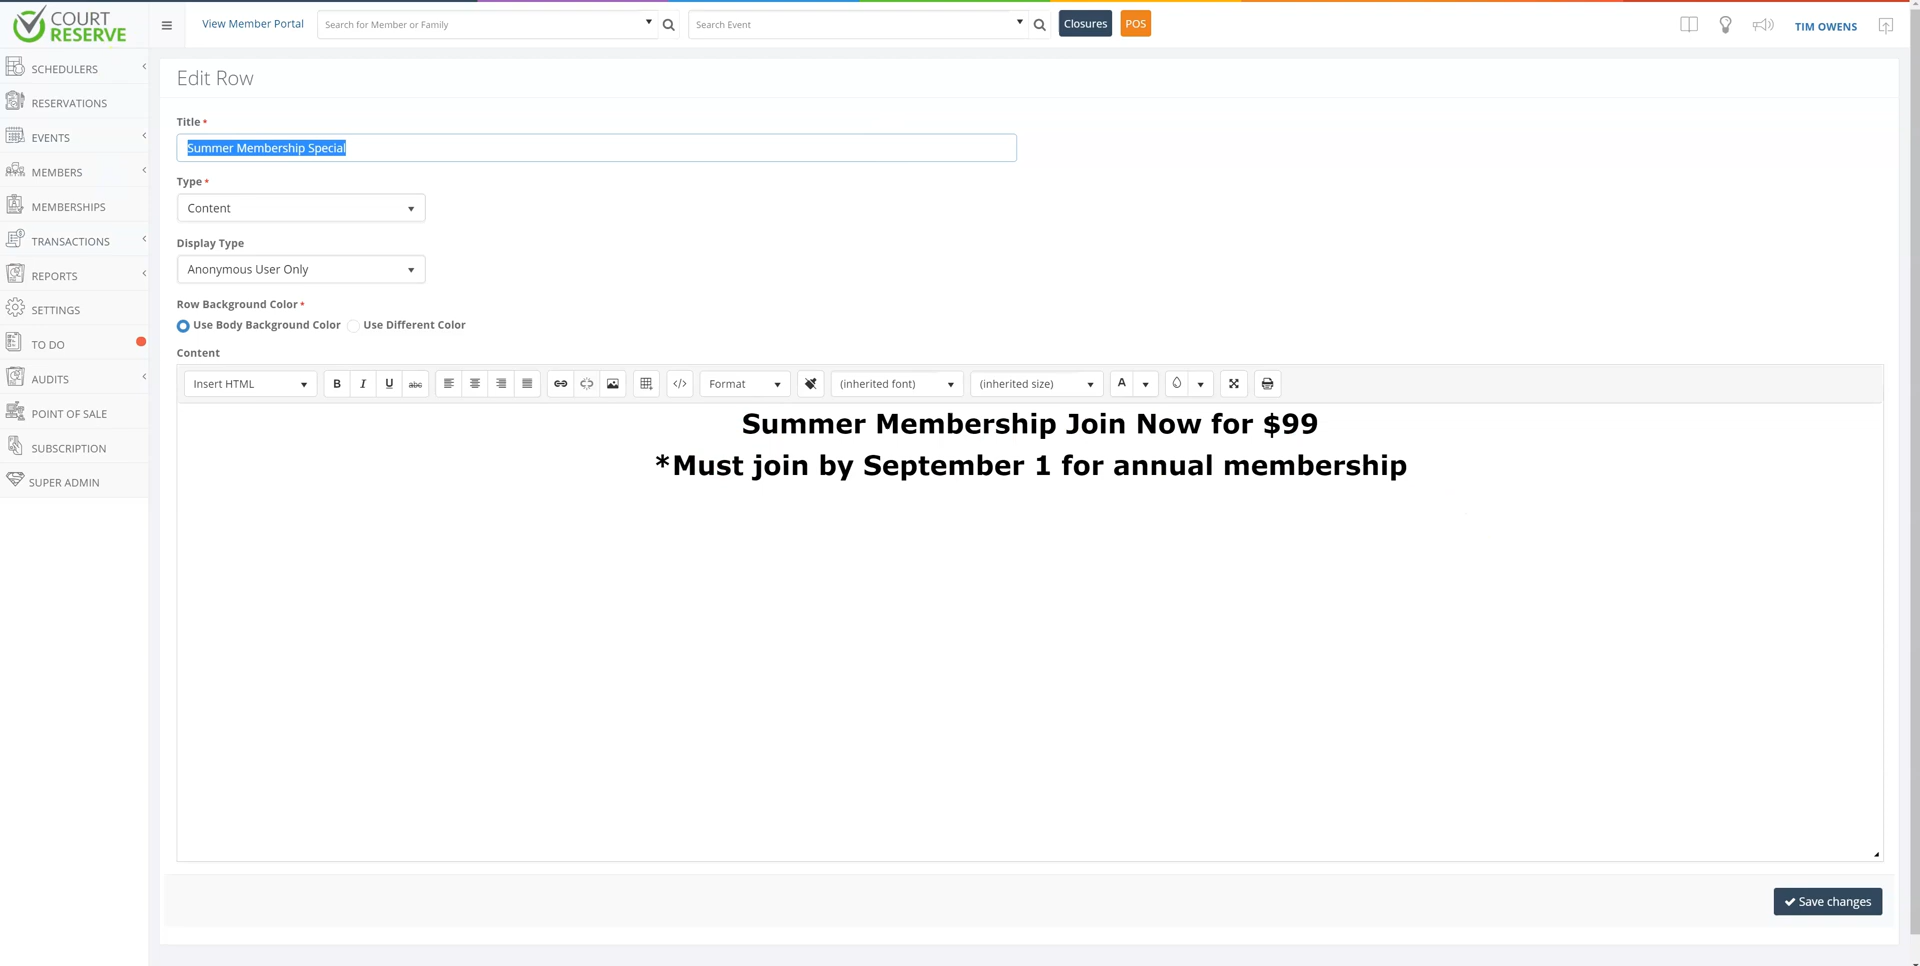 COURT
RESERVE
View Member Portal
Search for Member or Family
Search Event
Closures
POS
TIM OWENS
SCHEDULERS
RESERVATIONS
EVENTS
MEMBERS
MEMBERSHIPS
TRANSACTIONS
REPORTS
SETTINGS
TO DO
AUDITS
POINT OF SALE
SUBSCRIPTION
SUPER ADMIN
Edit Row
Title *
Summer Membership Special
Type *
Content
Display Type
Anonymous User Only
Row Background Color *
Use Body Background Color Use Different Color
Content
Insert HTML B I U abc </> Format (inherited font) (inherited size) A
Summer Membership Join Now for $99
*Must join by September 1 for annual membership
Save changes